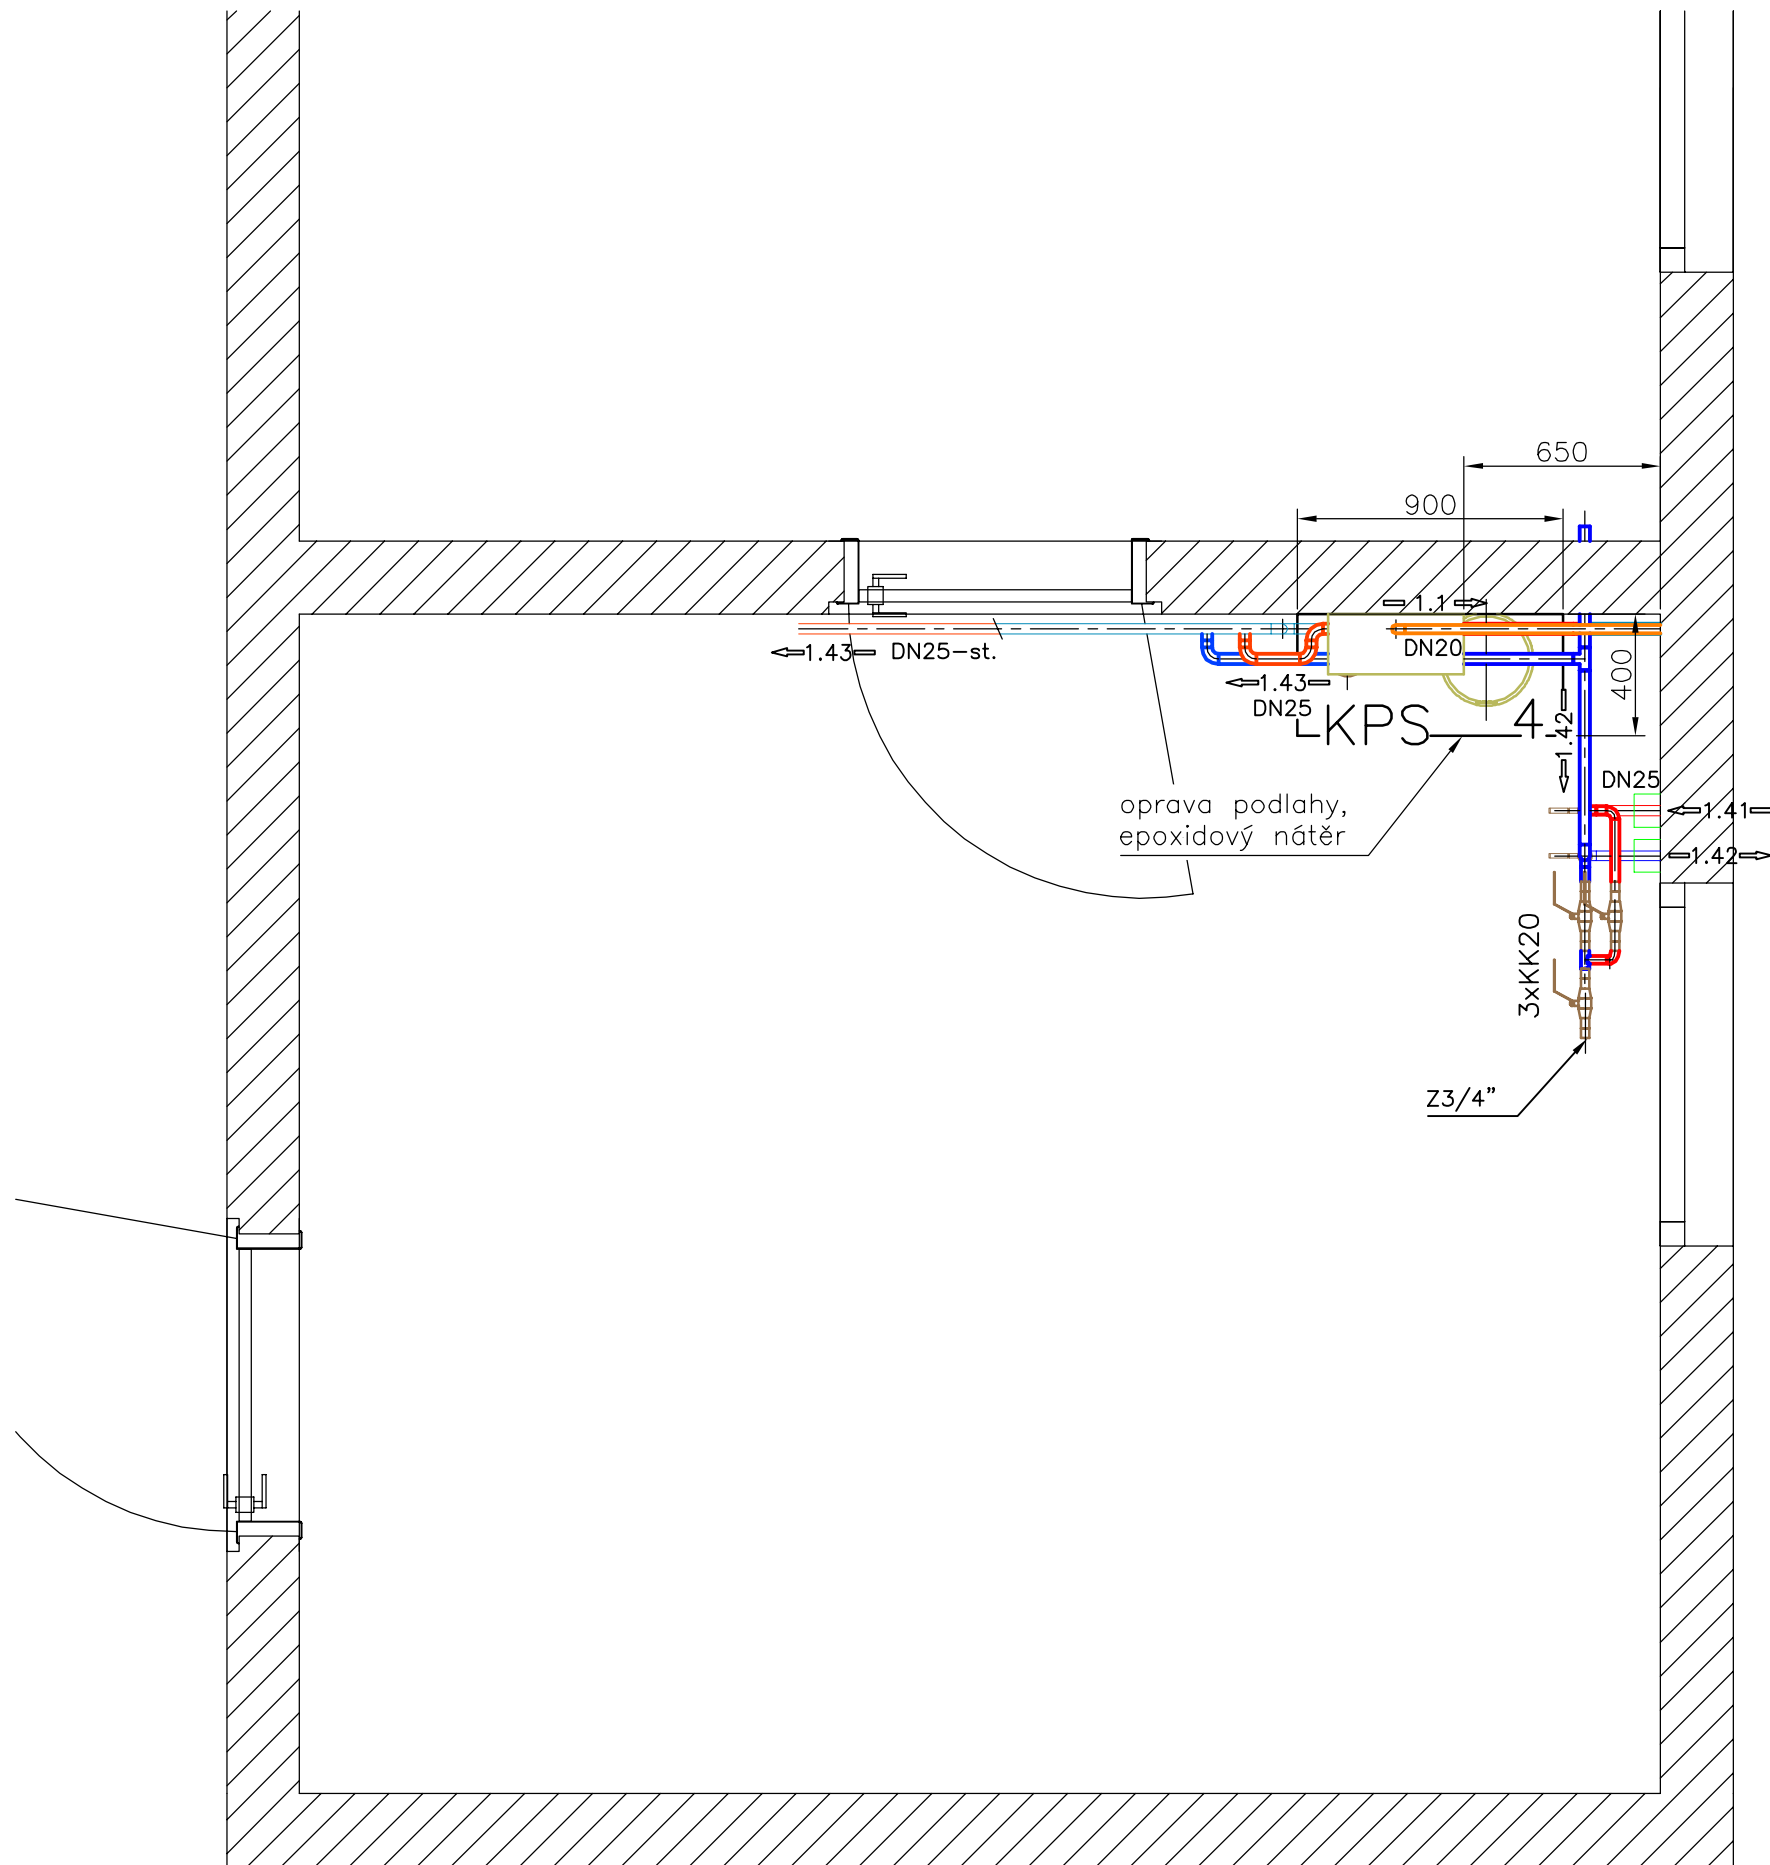 650
900
1.1
1.43
DN25-st.
DN20
1.43
DN25
400
KPS 4
1.42
DN25
oprava podlahy,
epoxidový nátěr
1.41
1.42
3xKK20
Z3/4"